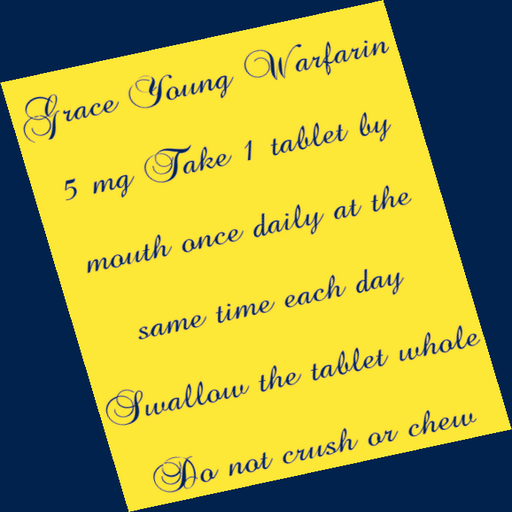 Grace Young Warfarin
5 mg Take 1 tablet by
mouth once daily at the
same time each day
Swallow the tablet whole
Do not crush or chew